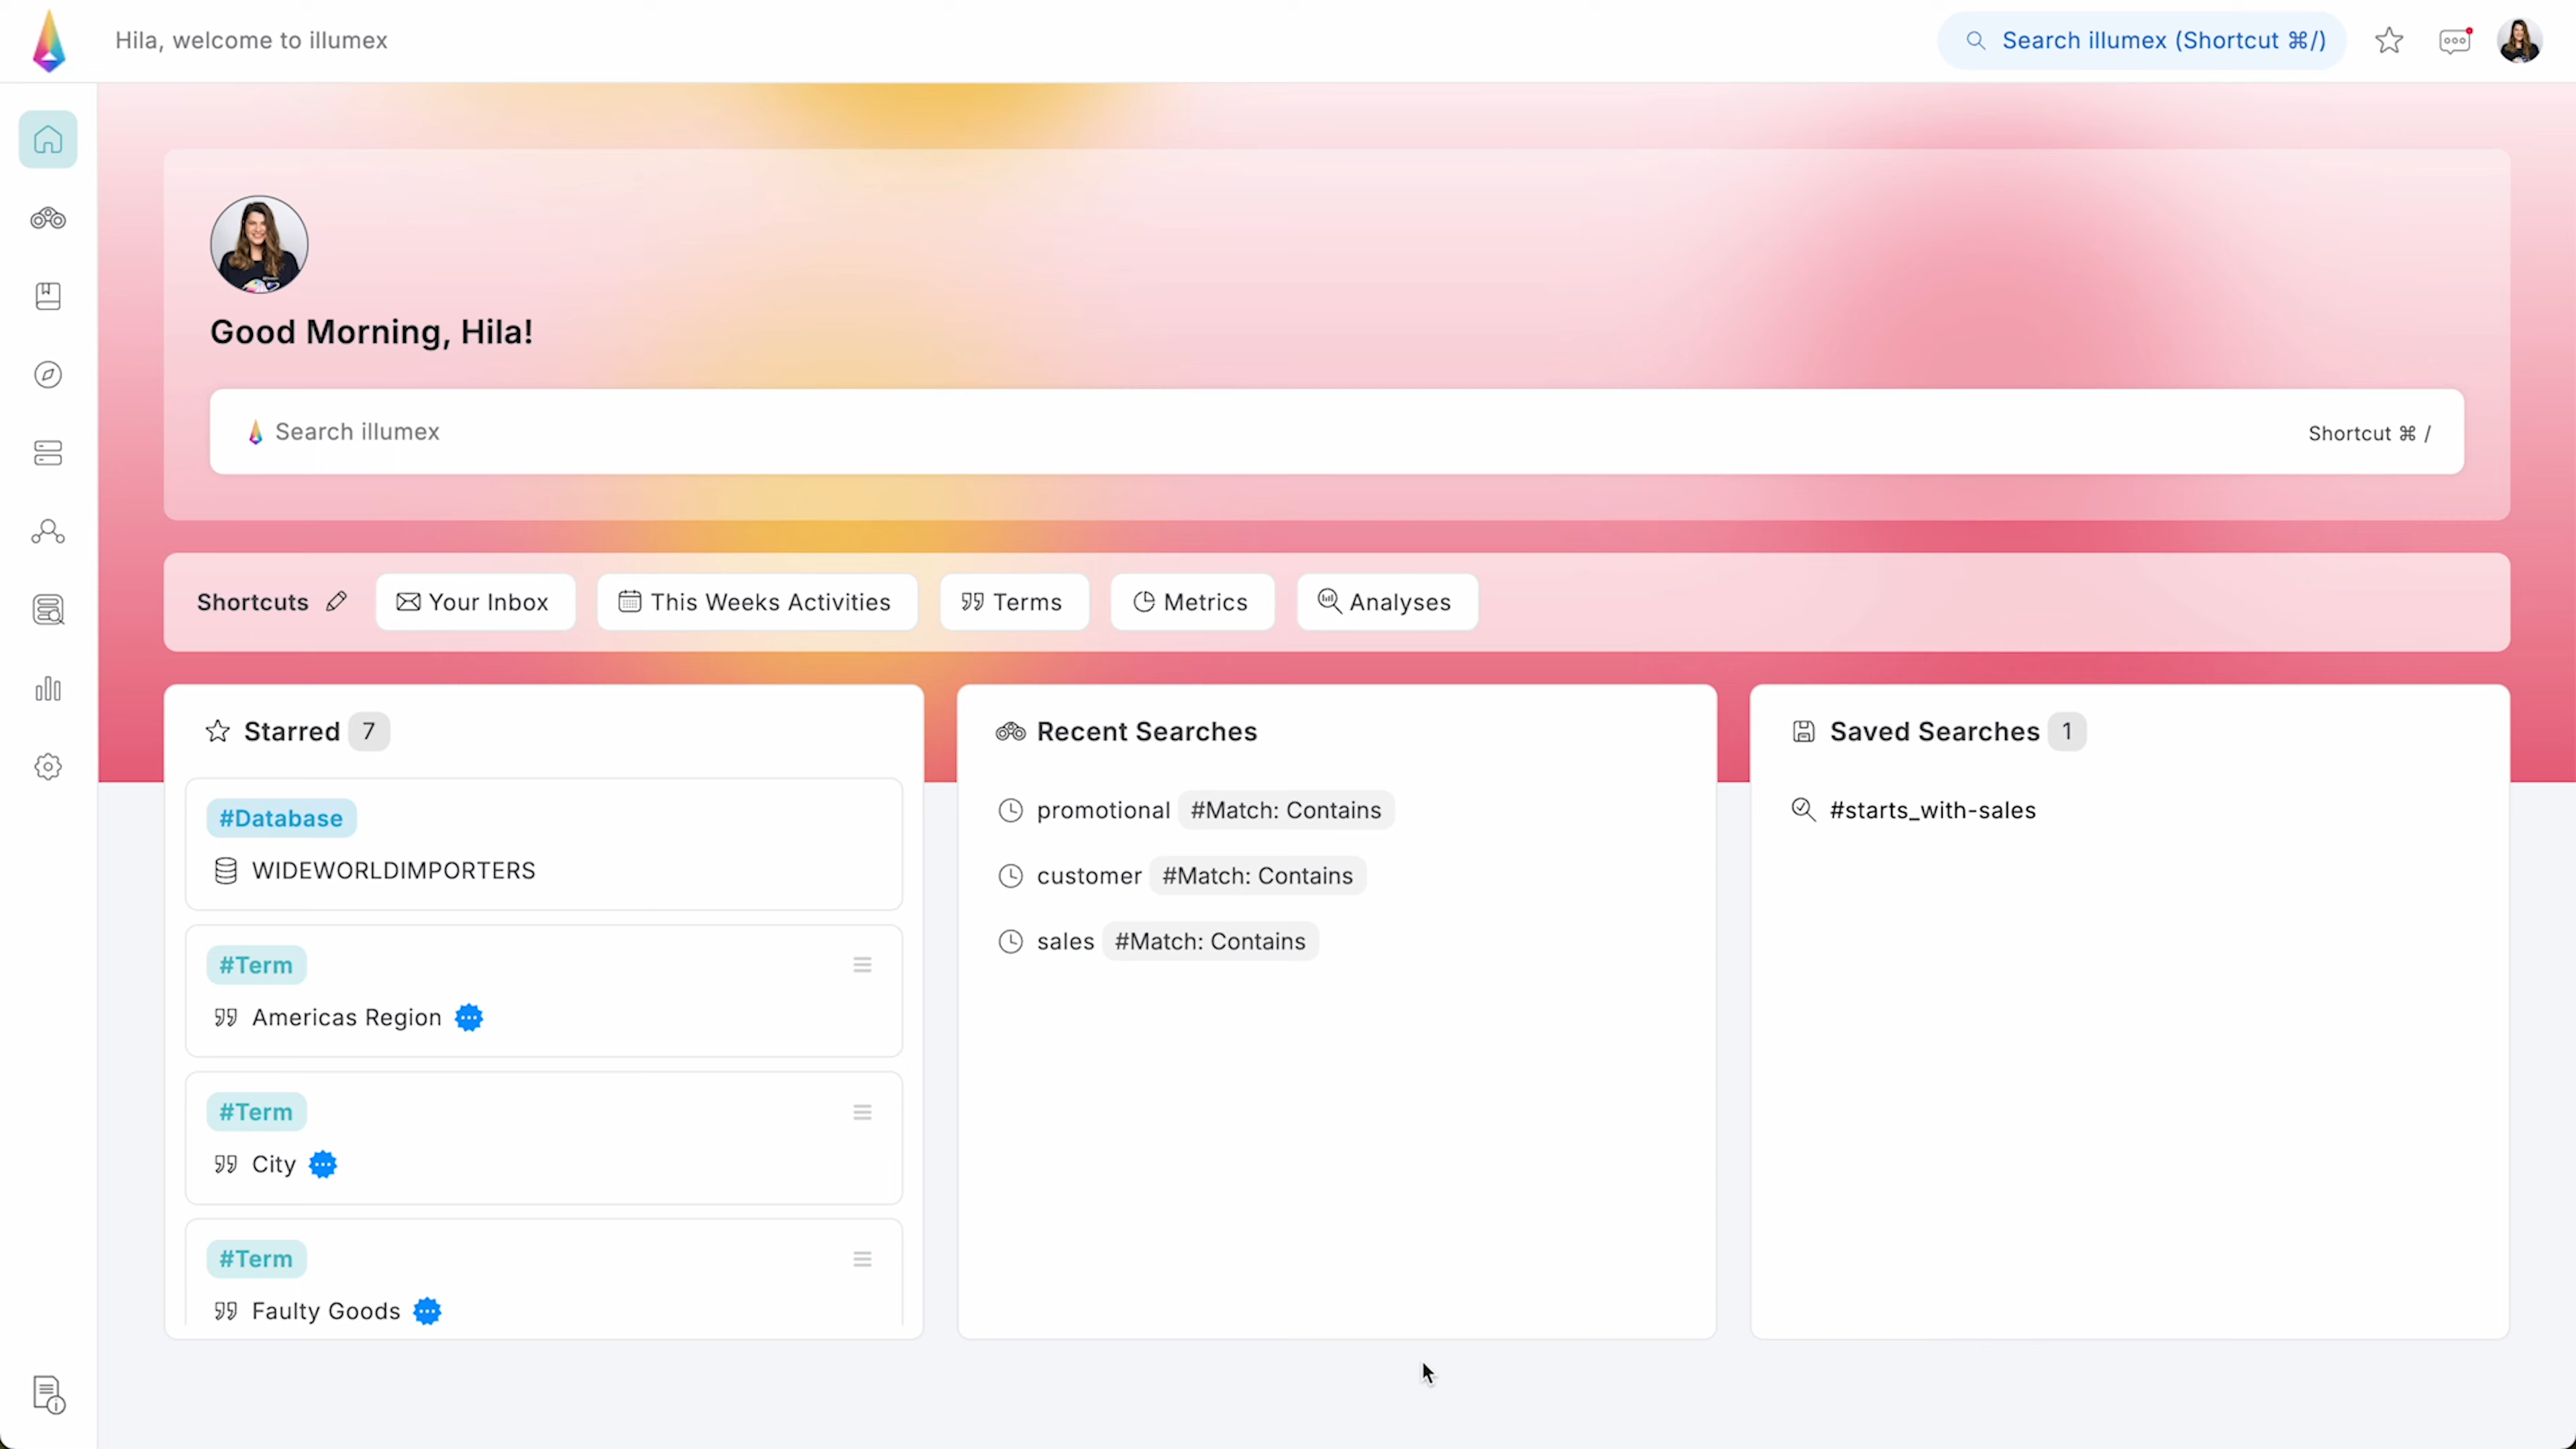 Hila, welcome to illumex
Search illumex (Shortcut ⌘/)
Good Morning, Hila!
Search illumex
Shortcut ⌘ /
Shortcuts
Your Inbox
This Weeks Activities
Terms
Metrics
Analyses
Starred 7
#Database
WIDEWORLDIMPORTERS
#Term
Americas Region
#Term
City
#Term
Faulty Goods
Recent Searches
promotional #Match: Contains
customer #Match: Contains
sales #Match: Contains
Saved Searches 1
#starts_with-sales